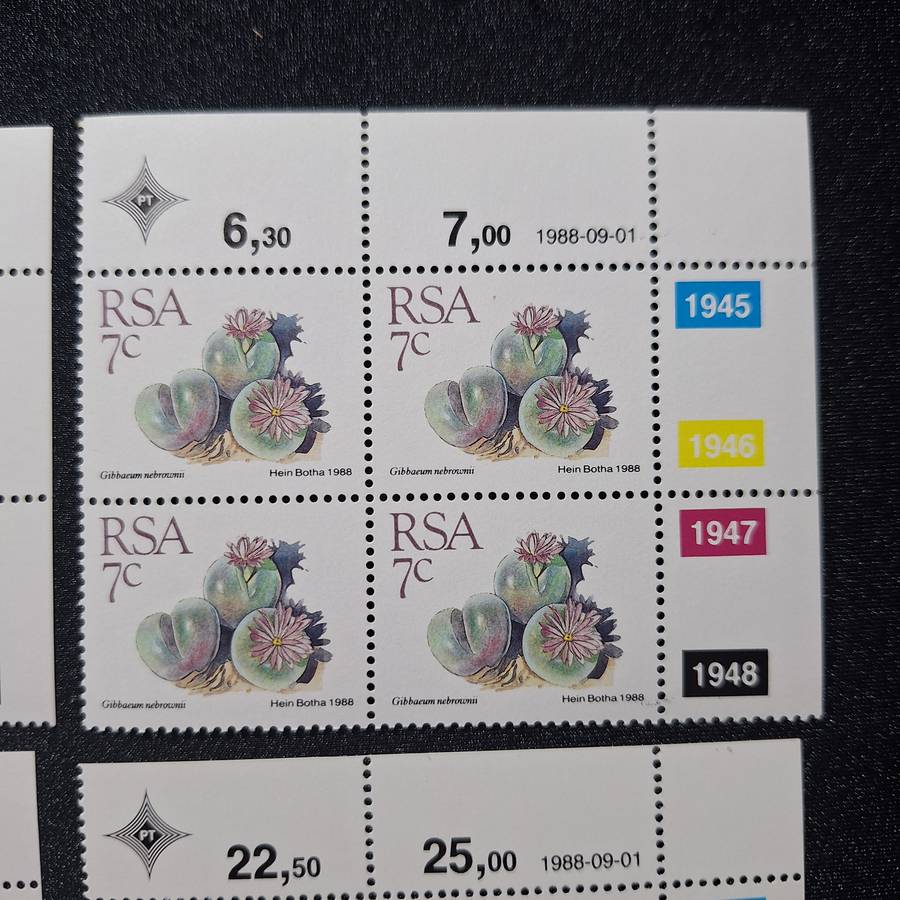 PT
6,30
7,00 1988-09-01
RSA
7c
Gibbaeum nebrownii
Hein Botha 1988
RSA
7c
Gibbaeum nebrownii
Hein Botha 1988
1945
1946
RSA
7c
Gibbaeum nebrownii
Hein Botha 1988
RSA
7c
Gibbaeum nebrownii
Hein Botha 1988
1947
1948
PT
22,50
25,00 1988-09-01